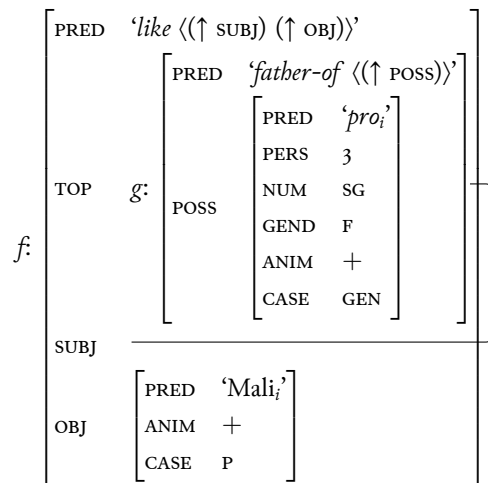 PRED ‘like ⟨(↑ SUBJ) (↑ OBJ)⟩’
PRED ‘father-of ⟨(↑ POSS)⟩’
PRED ‘proᵢ’
PERS 3
TOP g: NUM SG
POSS
GEND F
f:
ANIM +
CASE GEN
SUBJ
PRED ‘Maliᵢ’
OBJ ANIM +
CASE P